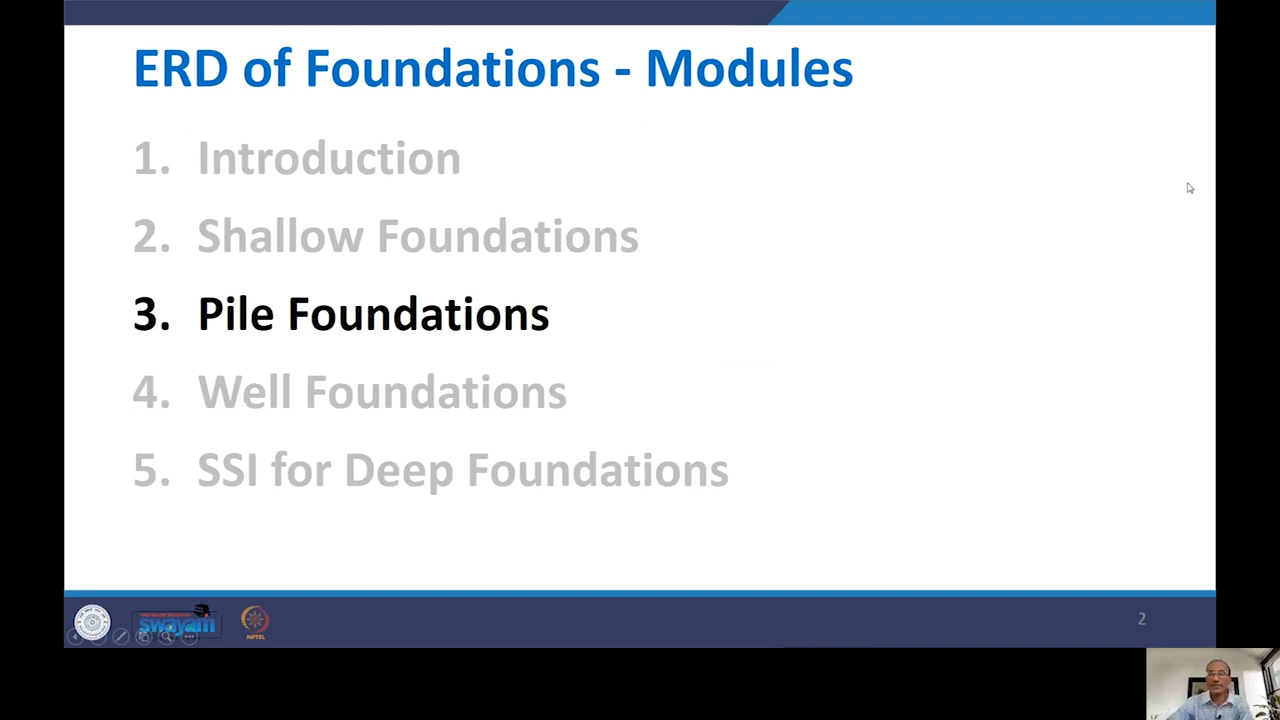 ERD of Foundations - Modules
1. Introduction
2. Shallow Foundations
3. Pile Foundations
4. Well Foundations
5. SSI for Deep Foundations
swayam
NPTEL
2